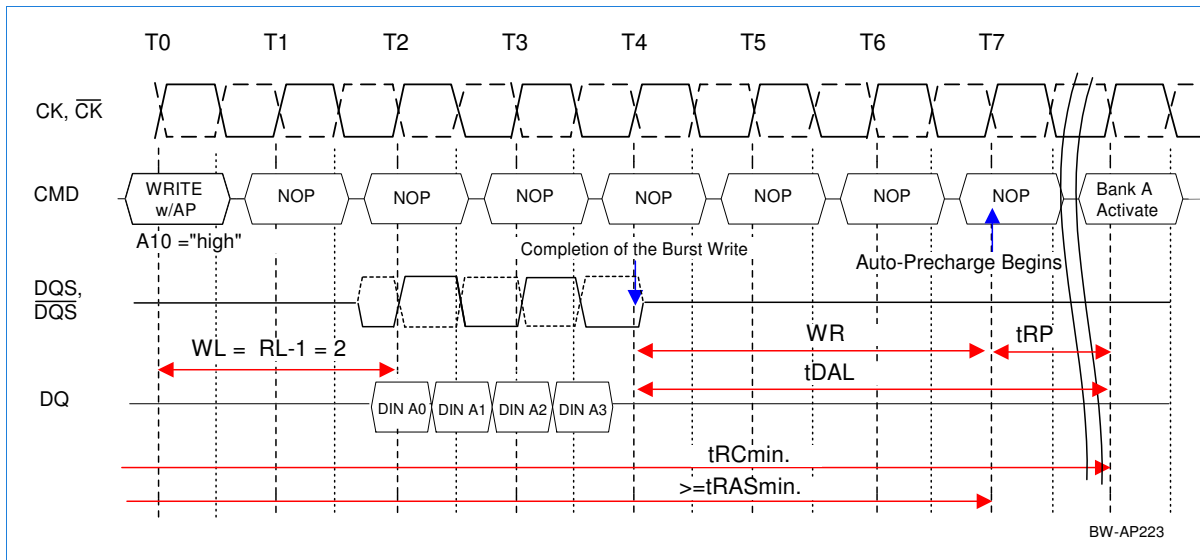 T0 T1 T2 T3 T4 T5 T6 T7
CK, CK
CMD
WRITE w/AP
NOP
NOP
NOP
NOP
NOP
NOP
NOP
Bank A Activate
A10 ="high"
Completion of the Burst Write
Auto-Precharge Begins
DQS,
DQS
WL = RL-1 = 2
WR
tRP
tDAL
DQ
DIN A0
DIN A1
DIN A2
DIN A3
tRCmin.
>=tRASmin.
BW-AP223